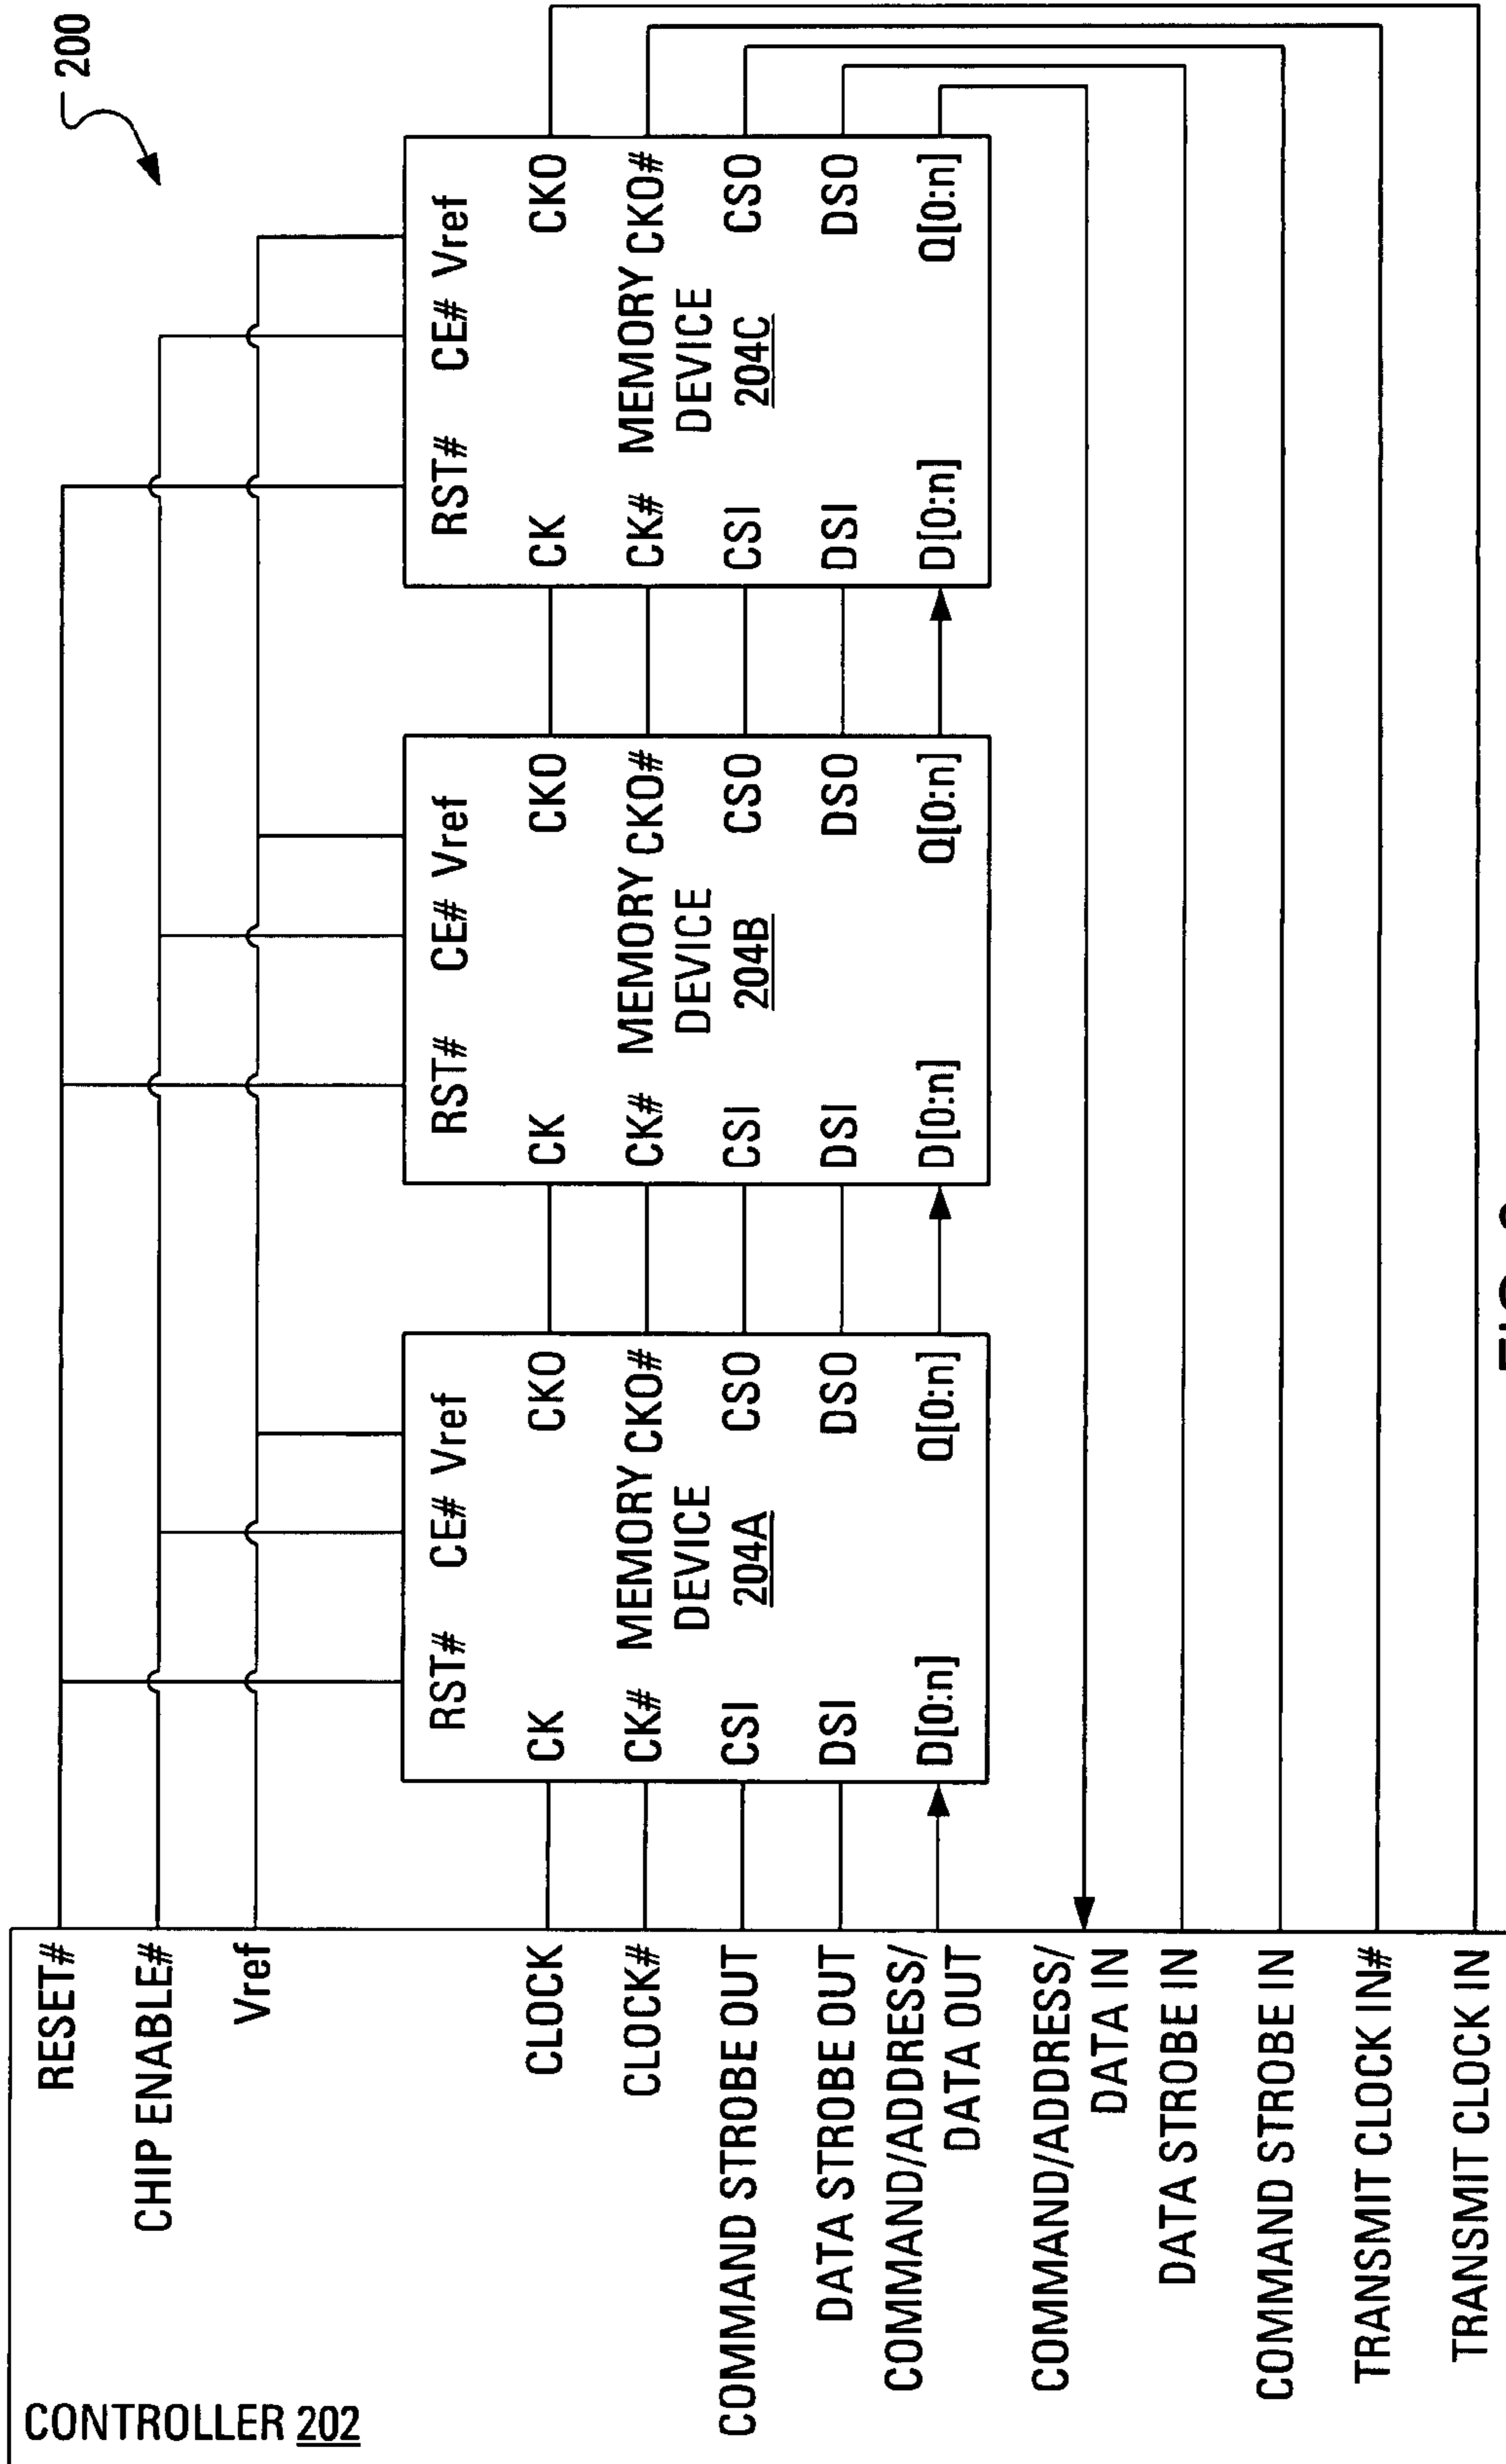 200
CONTROLLER 202
RESET#
CHIP ENABLE#
Vref
CLOCK
CLOCK#
COMMAND STROBE OUT
DATA STROBE OUT
COMMAND/ADDRESS/
DATA OUT
COMMAND/ADDRESS/
DATA IN
DATA STROBE IN
COMMAND STROBE IN
TRANSMIT CLOCK IN#
TRANSMIT CLOCK IN
RST# CE# Vref
CK CKO
CK# MEMORY CKO#
DEVICE
CSI 204A CSO
DSI DSO
D[0:n] Q[0:n]
RST# CE# Vref
CK CKO
CK# MEMORY CKO#
DEVICE
CSI 204B CSO
DSI DSO
D[0:n] Q[0:n]
RST# CE# Vref
CK CKO
CK# MEMORY CKO#
DEVICE
CSI 204C CSO
DSI DSO
D[0:n] Q[0:n]